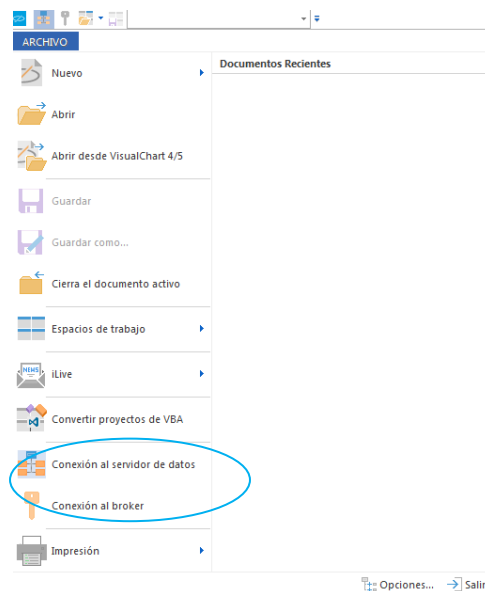 ARCHIVO
Documentos Recientes
Nuevo
Abrir
Abrir desde VisualChart 4/5
Guardar
Guardar como...
Cierra el documento activo
Espacios de trabajo
NEWS
iLive
Convertir proyectos de VBA
Conexión al servidor de datos
Conexión al broker
Impresión
Opciones...
Salir